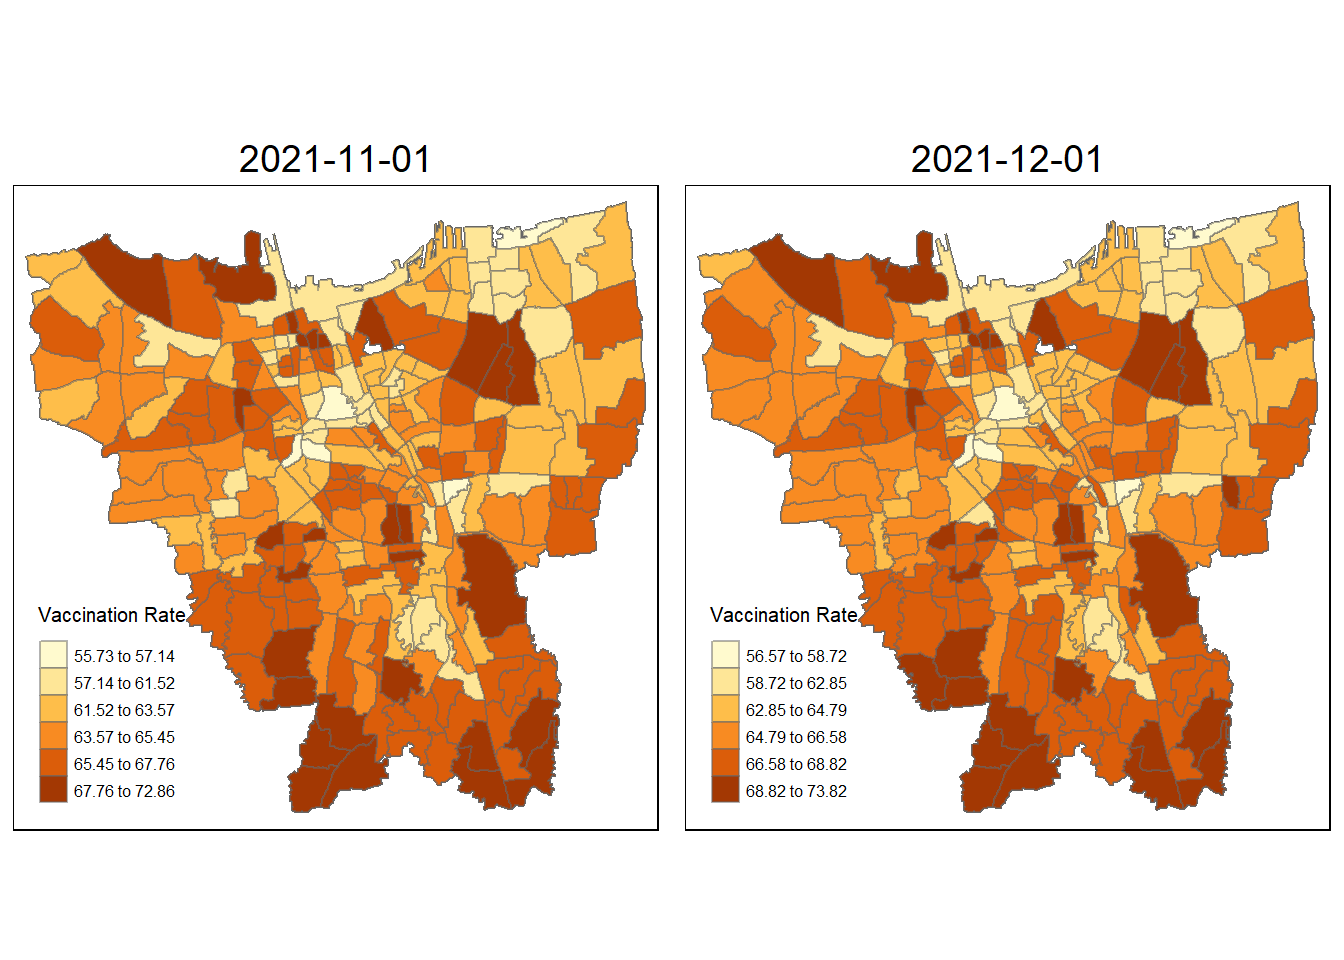 2021-11-01
2021-12-01
Vaccination Rate
55.73 to 57.14
57.14 to 61.52
61.52 to 63.57
63.57 to 65.45
65.45 to 67.76
67.76 to 72.86
Vaccination Rate
56.57 to 58.72
58.72 to 62.85
62.85 to 64.79
64.79 to 66.58
66.58 to 68.82
68.82 to 73.82